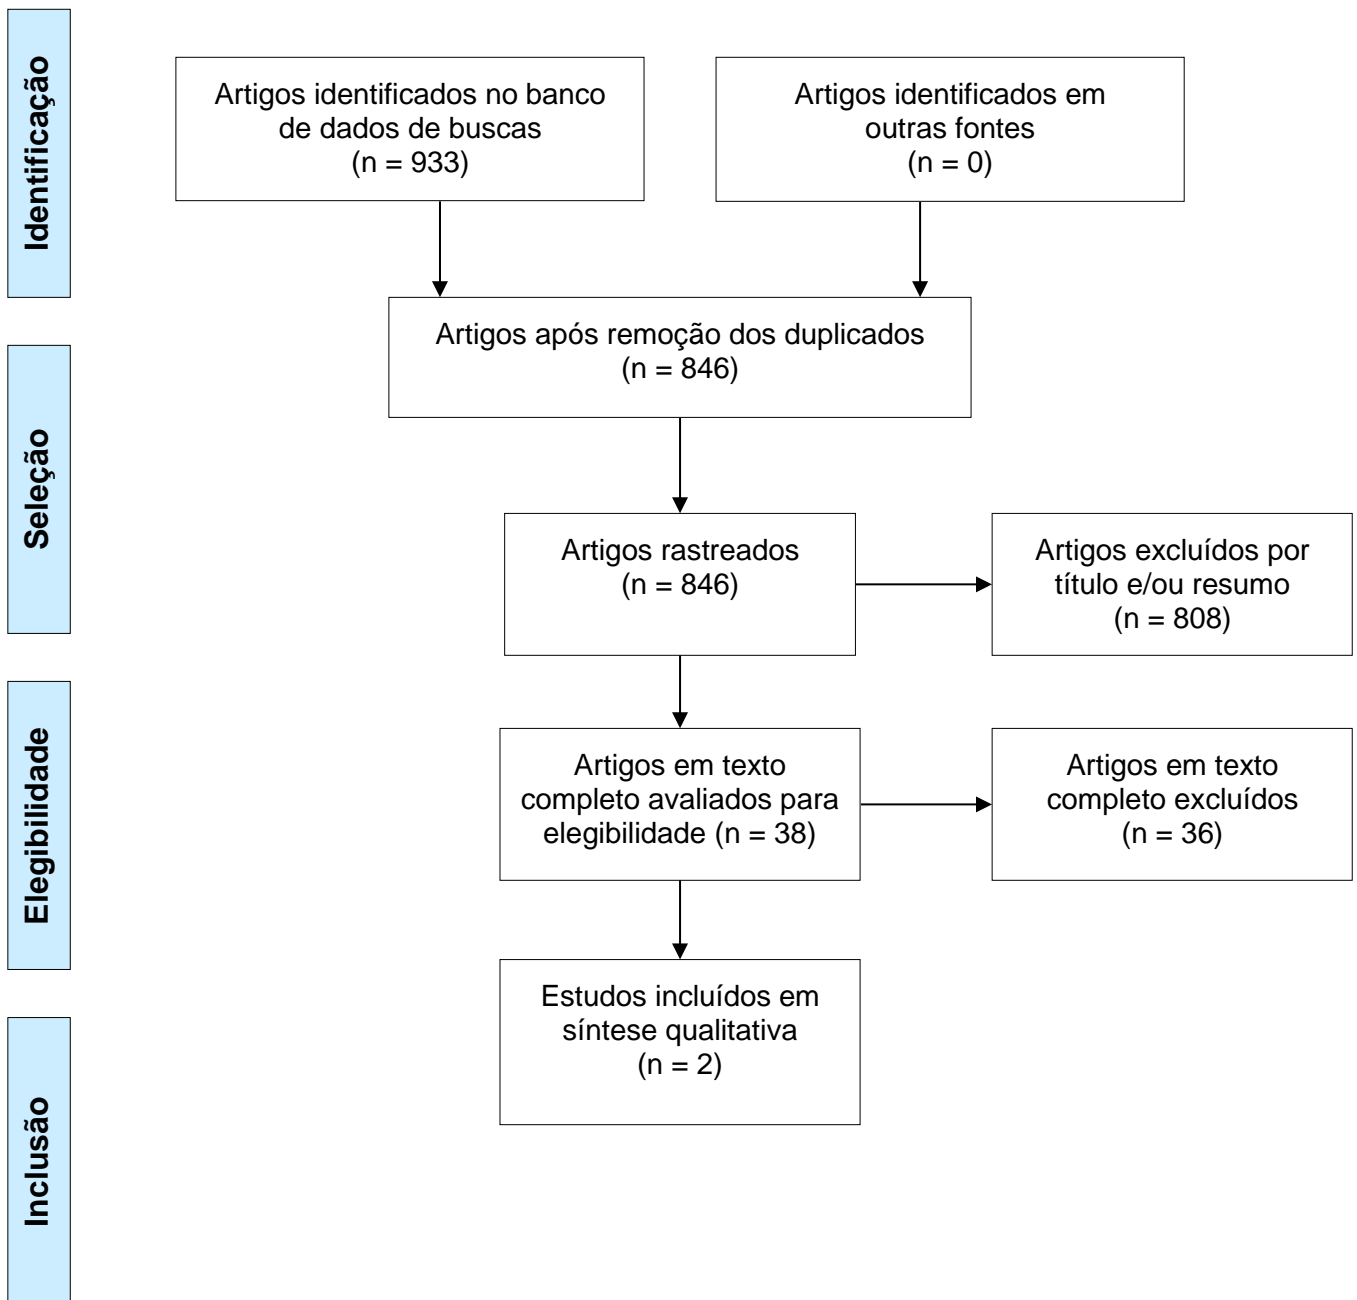 Identificação
Artigos identificados no banco
de dados de buscas
(n = 933)
Artigos identificados em
outras fontes
(n = 0)
Artigos após remoção dos duplicados
(n = 846)
Seleção
Artigos rastreados
(n = 846)
Artigos excluídos por
título e/ou resumo
(n = 808)
Elegibilidade
Artigos em texto
completo avaliados para
elegibilidade (n = 38)
Artigos em texto
completo excluídos
(n = 36)
Estudos incluídos em
síntese qualitativa
(n = 2)
Inclusão